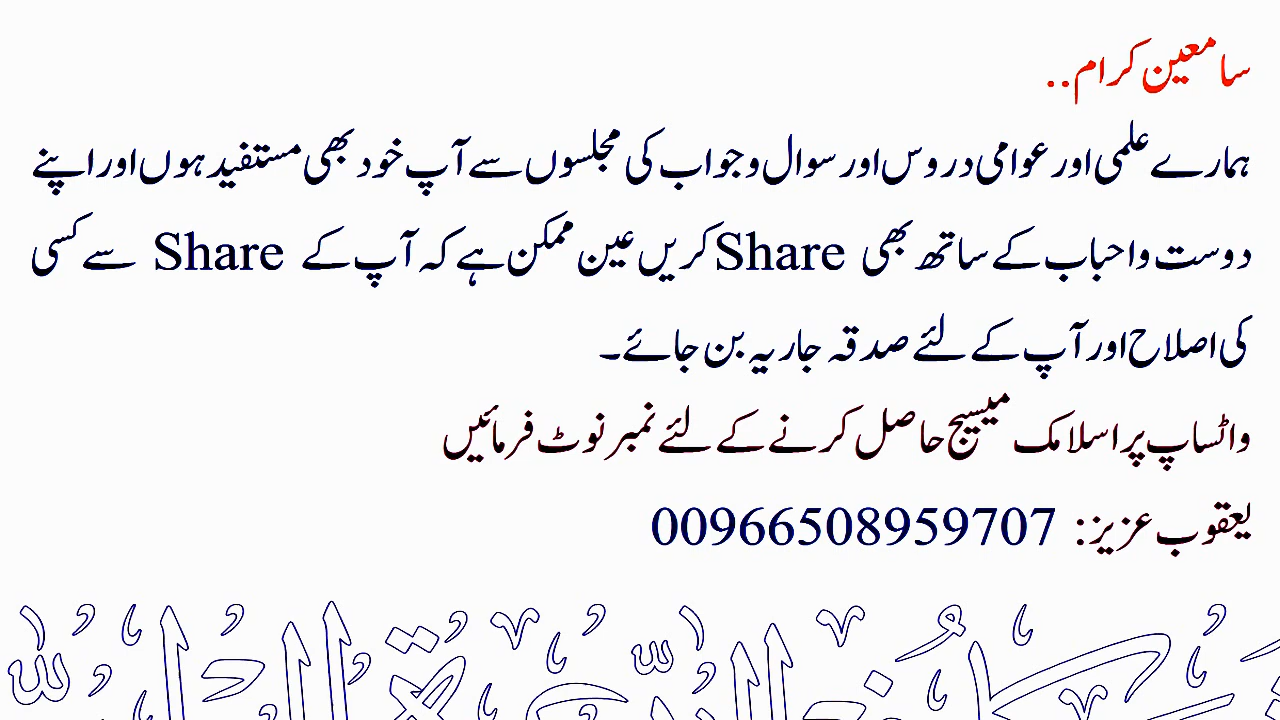 سامعین کرام..
ہمارے علمی اور عوامی دروس اور سوال و جواب کی مجلسوں سے آپ خود بھی مستفید ہوں اور اپنے
دوست و احباب کے ساتھ بھی Share کریں عین ممکن ہے کہ آپ کے Share سے کسی
کی اصلاح اور آپ کے لئے صدقہ جاریہ بن جائے۔
واٹساپ پر اسلامک میسیج حاصل کرنے کے لئے نمبر نوٹ فرمائیں
یعقوب عزیز: 00966508959707